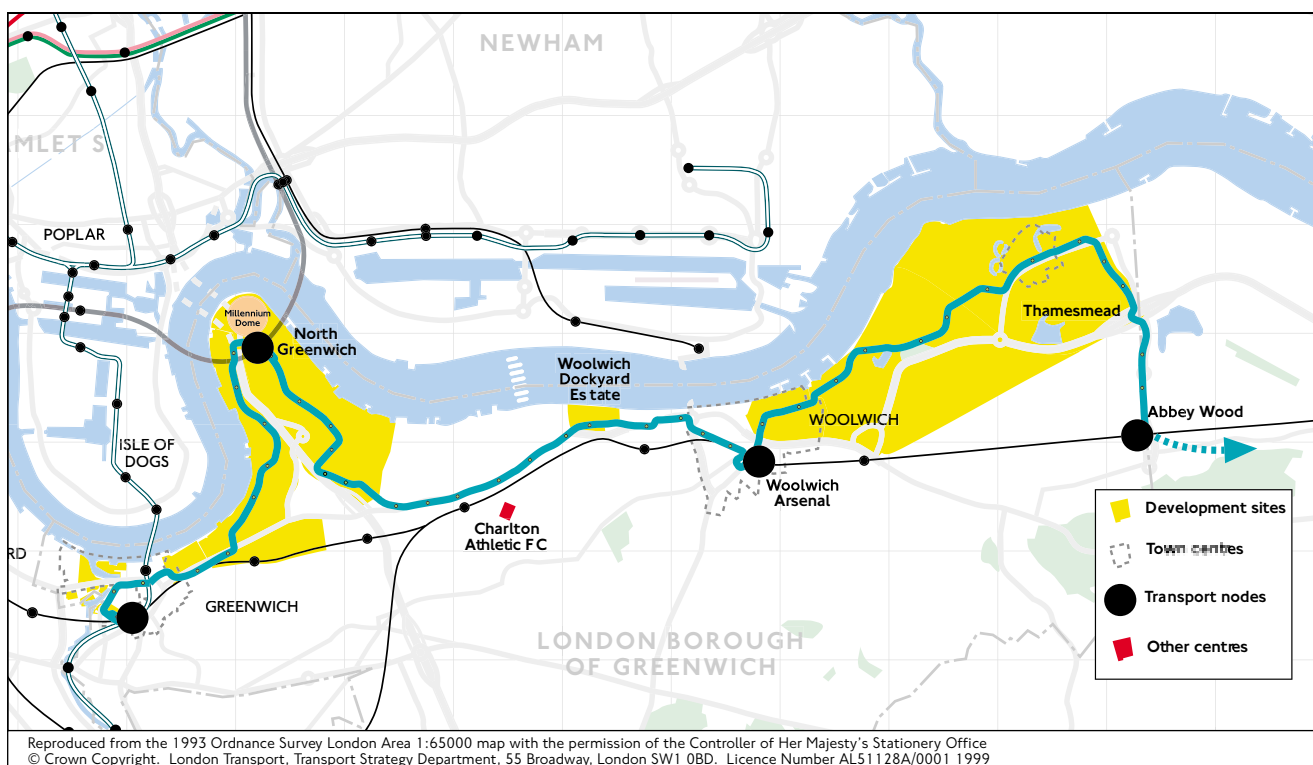 NEWHAM
AMLET S
POPLAR
Millennium
Dome
North
Greenwich
Woolwich
Dockyard
Es tate
Thamesmead
WOOLWICH
Abbey Wood
ISLE OF
DOGS
Woolwich
Arsenal
Charlton
Athletic F C
RD
GREENWICH
LONDON BOROUGH
OF GREENWICH
Development sites
Town centres
Transport nodes
Other centres
Reproduced from the 1993 Ordnance Survey London Area 1:65000 map with the permission of the Controller of Her Majesty's Stationery Office
© Crown Copyright. London Transport, Transport Strategy Department, 55 Broadway, London SW1 0BD. Licence Number AL51128A/0001 1999